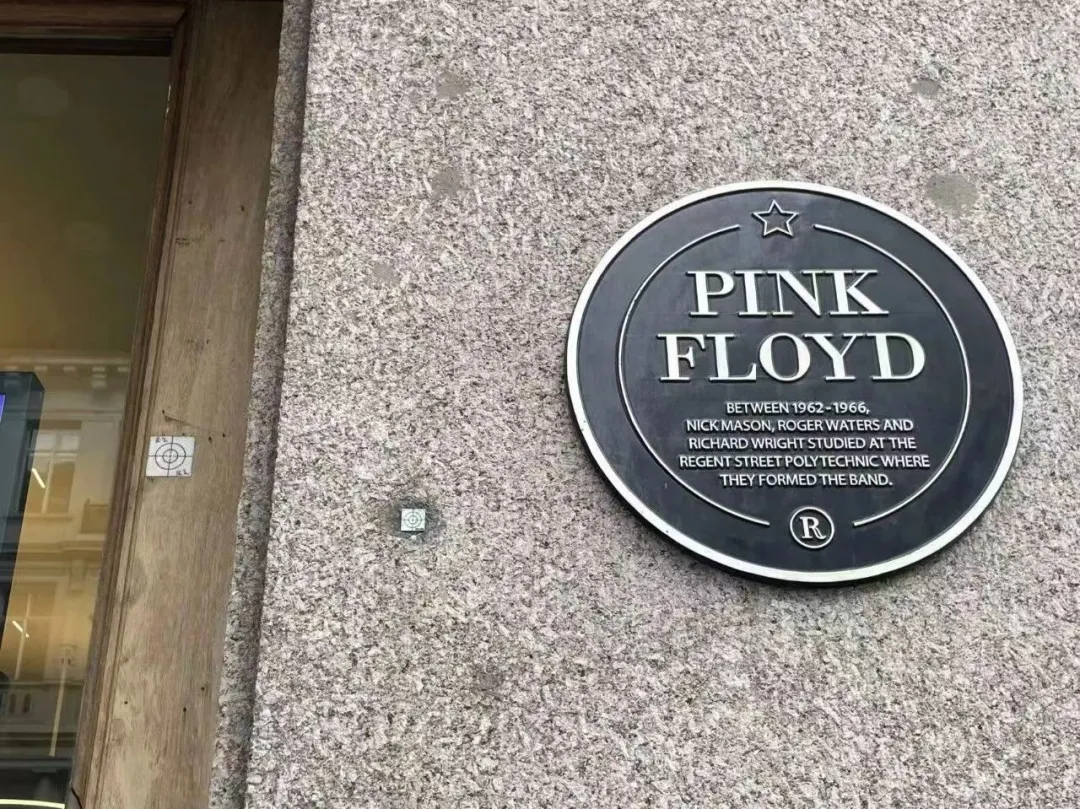 PINK
FLOYD
BETWEEN 1962-1966,
NICK MASON, ROGER WATERS AND
RICHARD WRIGHT STUDIED AT THE
REGENT STREET POLYTECHNIC WHERE
THEY FORMED THE BAND.
R